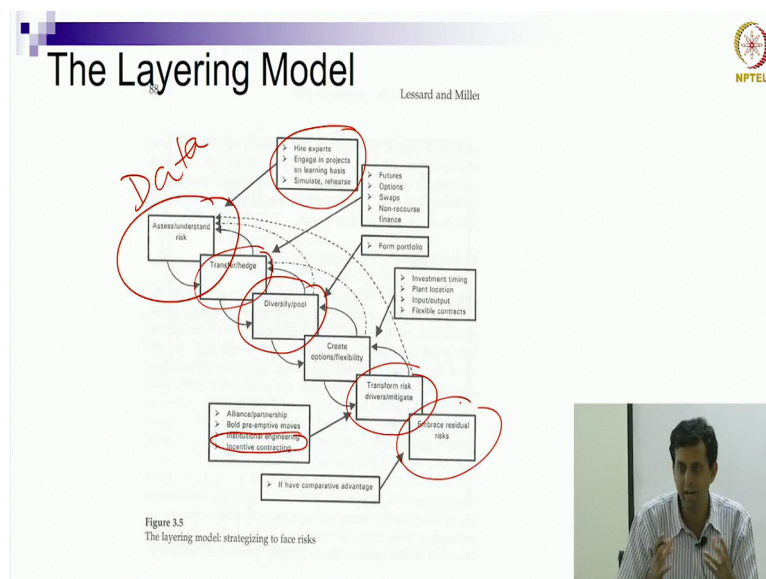 The Layering Model
88
Lessard and Miller
NPTEL
Data
➢ Hire experts
➢ Engage in projects
on learning basis
➢ Simulate, rehearse
➢ Futures
➢ Options
➢ Swaps
➢ Non-recourse
finance
Assess/understand
risk
➢ Form portfolio
Transfer/hedge
➢ Investment timing
➢ Plant location
➢ Input/output
➢ Flexible contracts
Diversify/pool
Create
options/flexibility
Transform risk
drivers/mitigate
➢ Alliance/partnership
➢ Bold pre-emptive moves
➢ Institutional engineering
➢ Incentive contracting
Embrace residual
risks
➢ If have comparative advantage
Figure 3.5
The layering model: strategizing to face risks